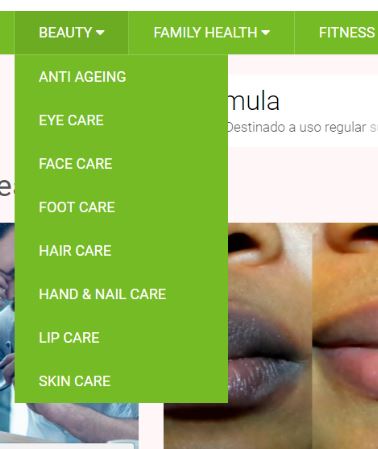 BEAUTY FAMILY HEALTH FITNESS
ANTI AGEING
EYE CARE
FACE CARE
FOOT CARE
HAIR CARE
HAND & NAIL CARE
LIP CARE
SKIN CARE
mula
Destinado a uso regular